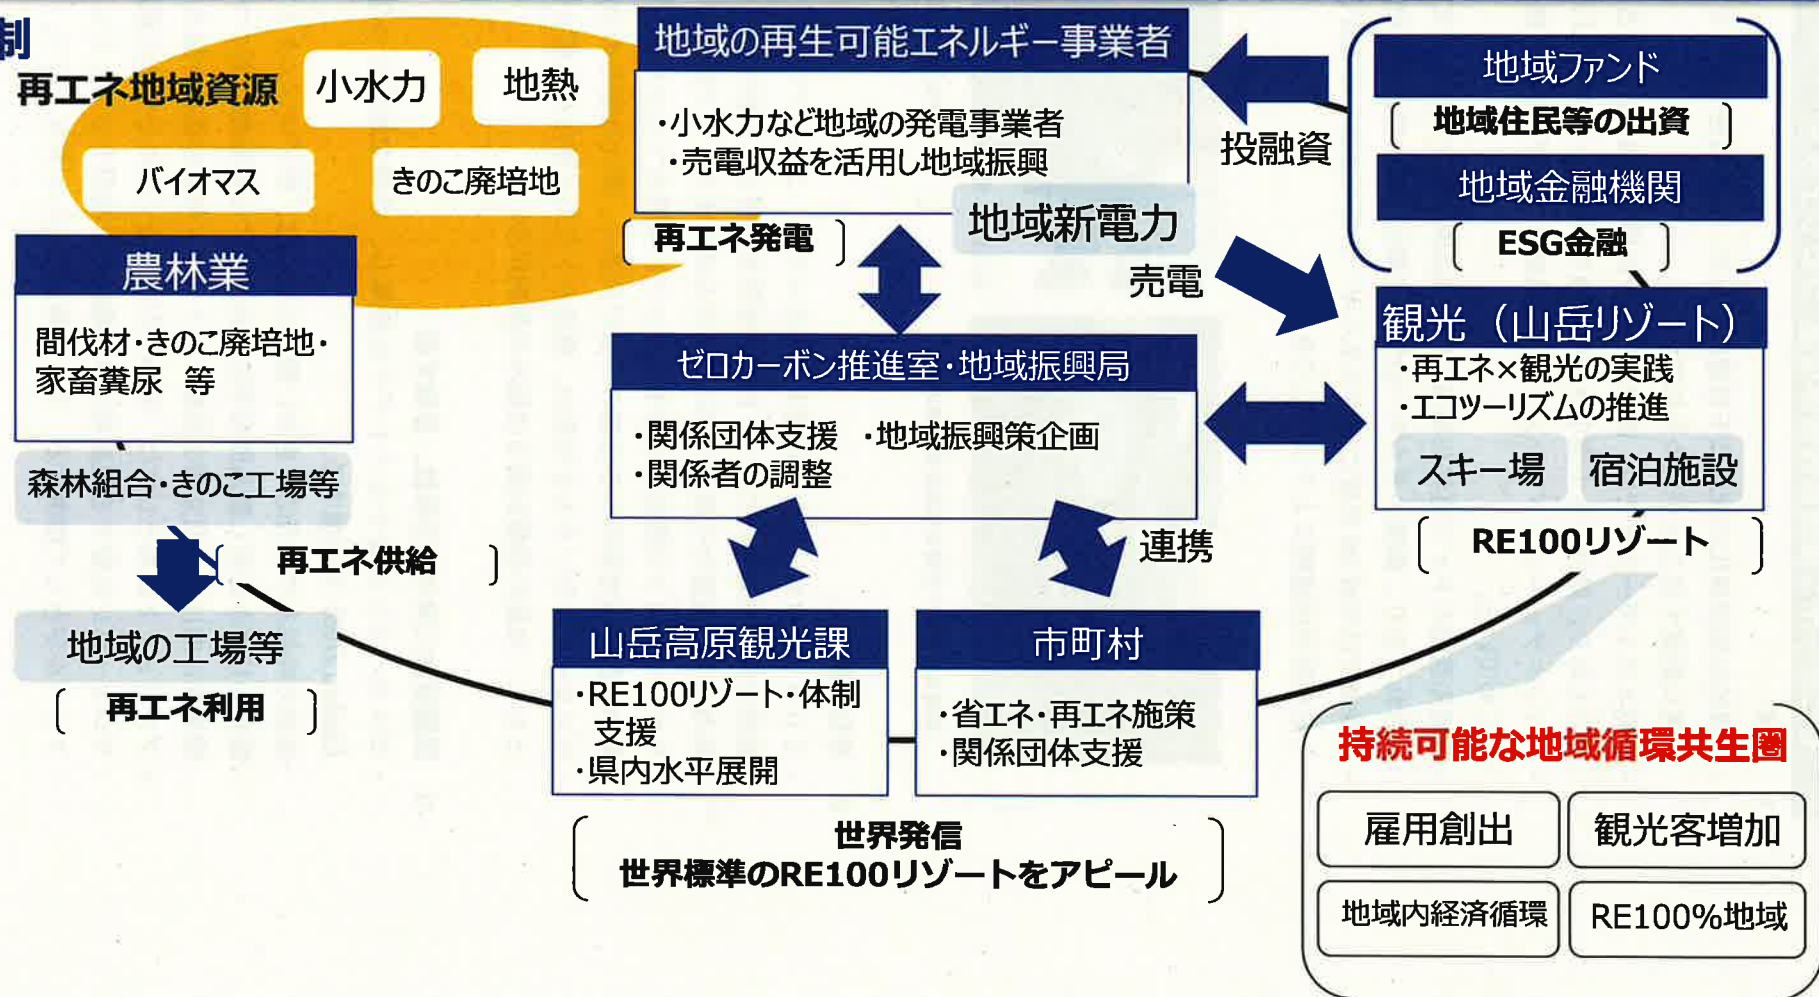 制
再エネ地域資源
小水力
地熱
バイオマス
きのこ廃培地
地域の再生可能エネルギー事業者
・小水力など地域の発電事業者
・売電収益を活用し地域振興
地域新電力
[再エネ発電]
投融資
地域ファンド
[地域住民等の出資]
地域金融機関
[ESG金融]
売電
農林業
間伐材・きのこ廃培地・
家畜糞尿 等
森林組合・きのこ工場等
[再エネ供給]
地域の工場等
[再エネ利用]
ゼロカーボン推進室・地域振興局
・関係団体支援 ・地域振興策企画
・関係者の調整
観光（山岳リゾート）
・再エネ×観光の実践
・エコツーリズムの推進
スキー場
宿泊施設
[RE100リゾート]
連携
山岳高原観光課
・RE100リゾート・体制
支援
・県内水平展開
市町村
・省エネ・再エネ施策
・関係団体支援
世界発信
世界標準のRE100リゾートをアピール
持続可能な地域循環共生圏
雇用創出
観光客増加
地域内経済循環
RE100%地域